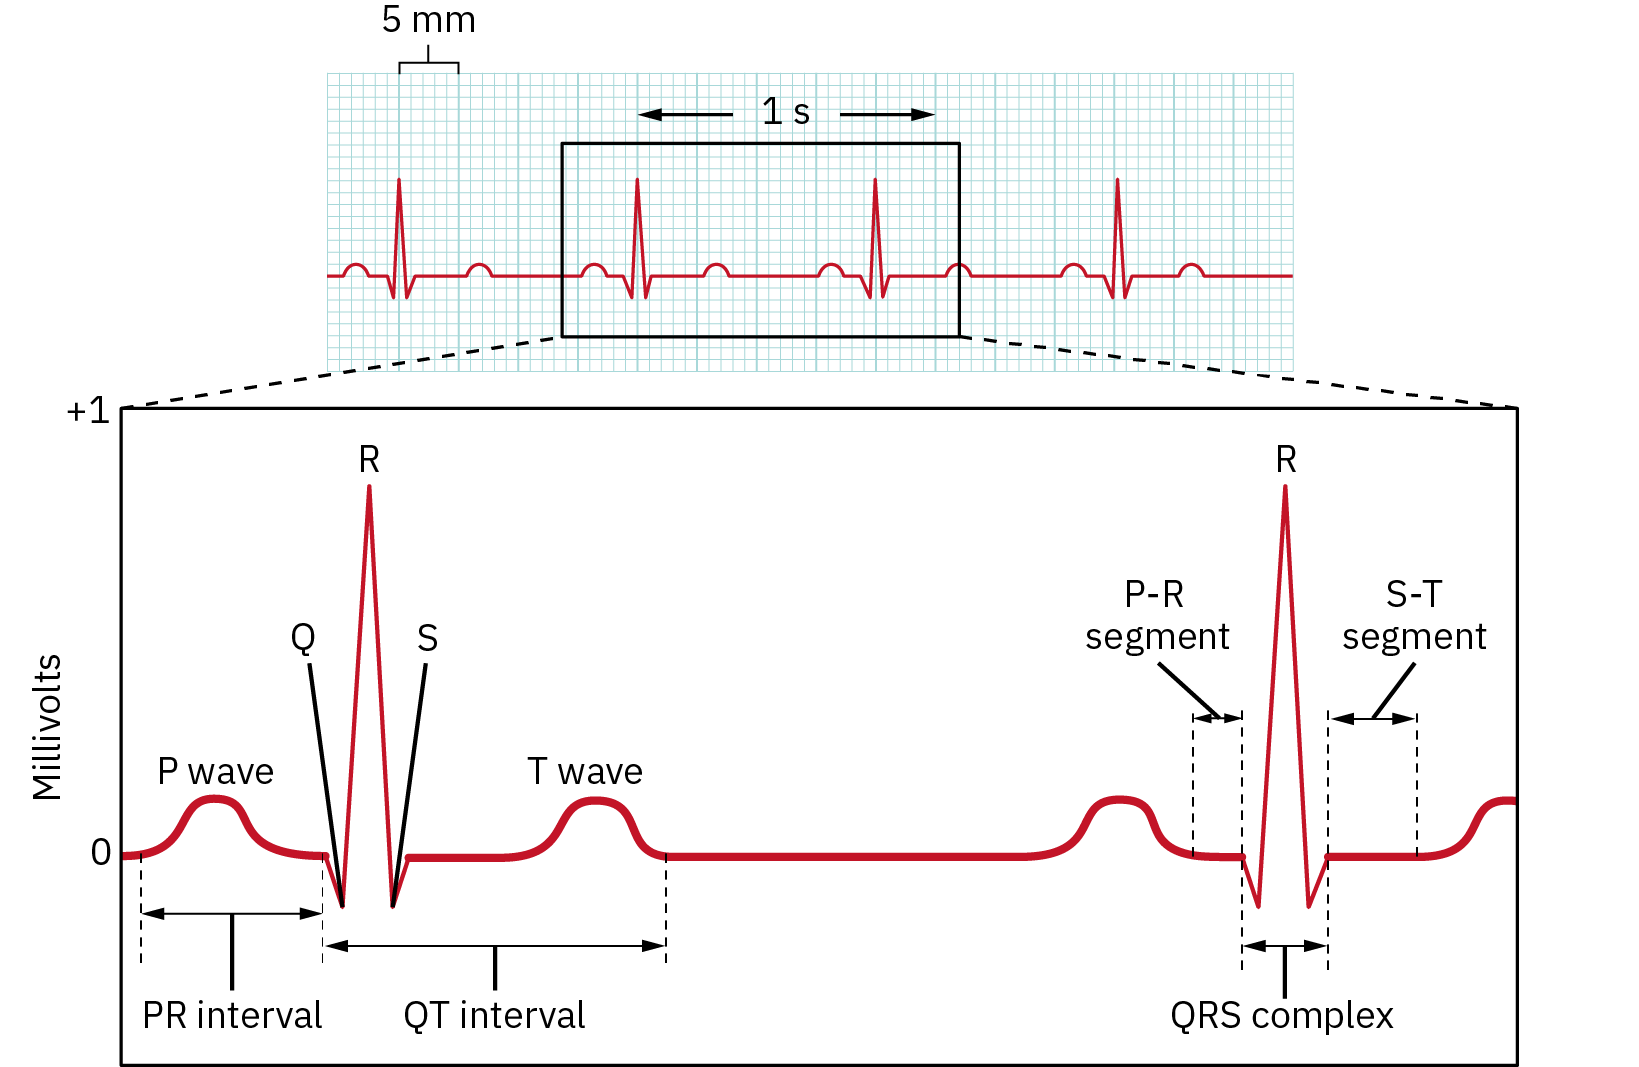 5 mm
1 s
+1
R
R
P-R
segment
S-T
segment
Q
S
Millivolts
P wave
T wave
0
PR interval
QT interval
QRS complex